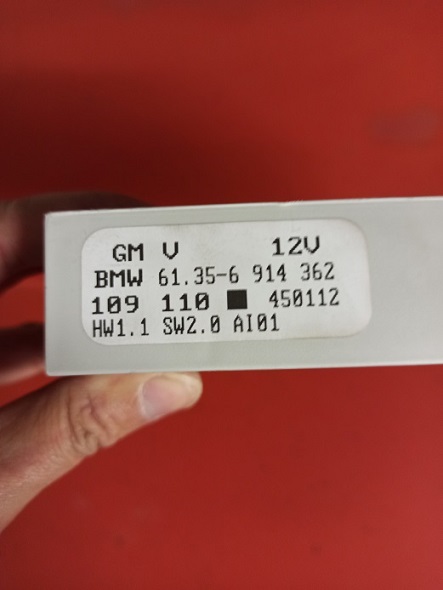 GM V 12V
BMW 61.35-6 914 362
109 110 ■ 450112
HW1.1 SW2.0 AI01